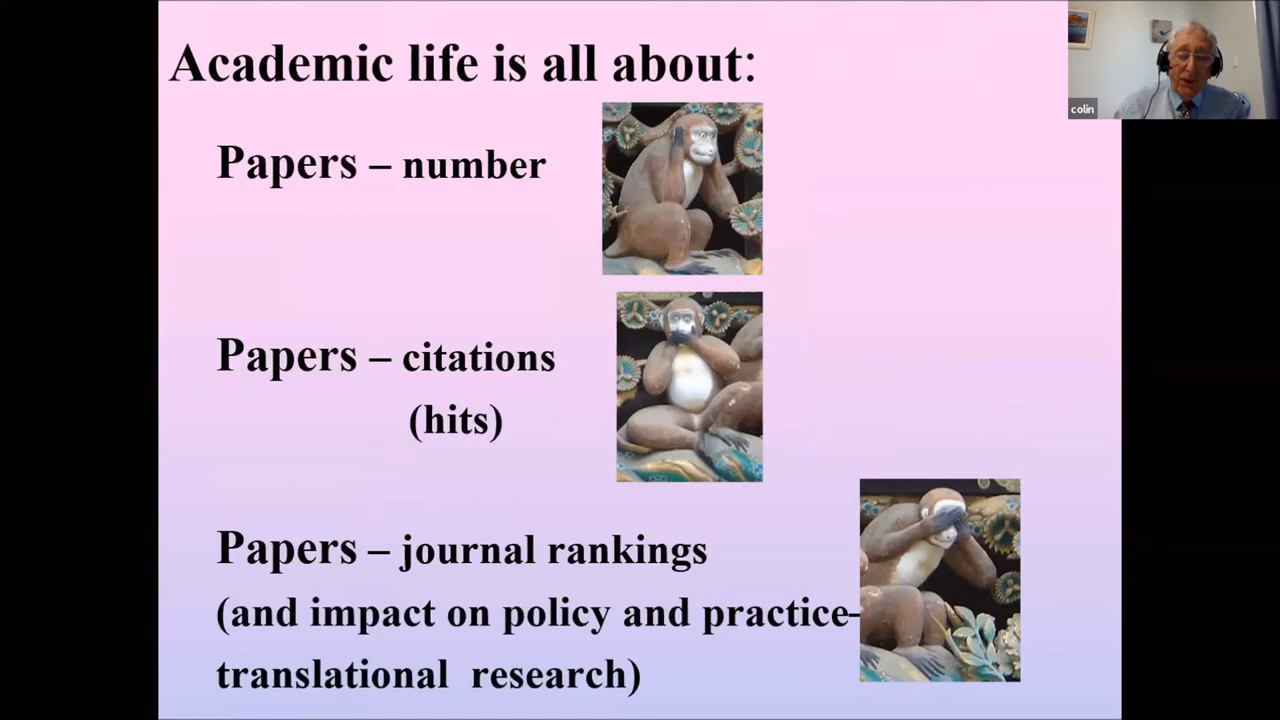 Academic life is all about:
colin
Papers – number
Papers – citations
(hits)
Papers – journal rankings
(and impact on policy and practice–
translational research)